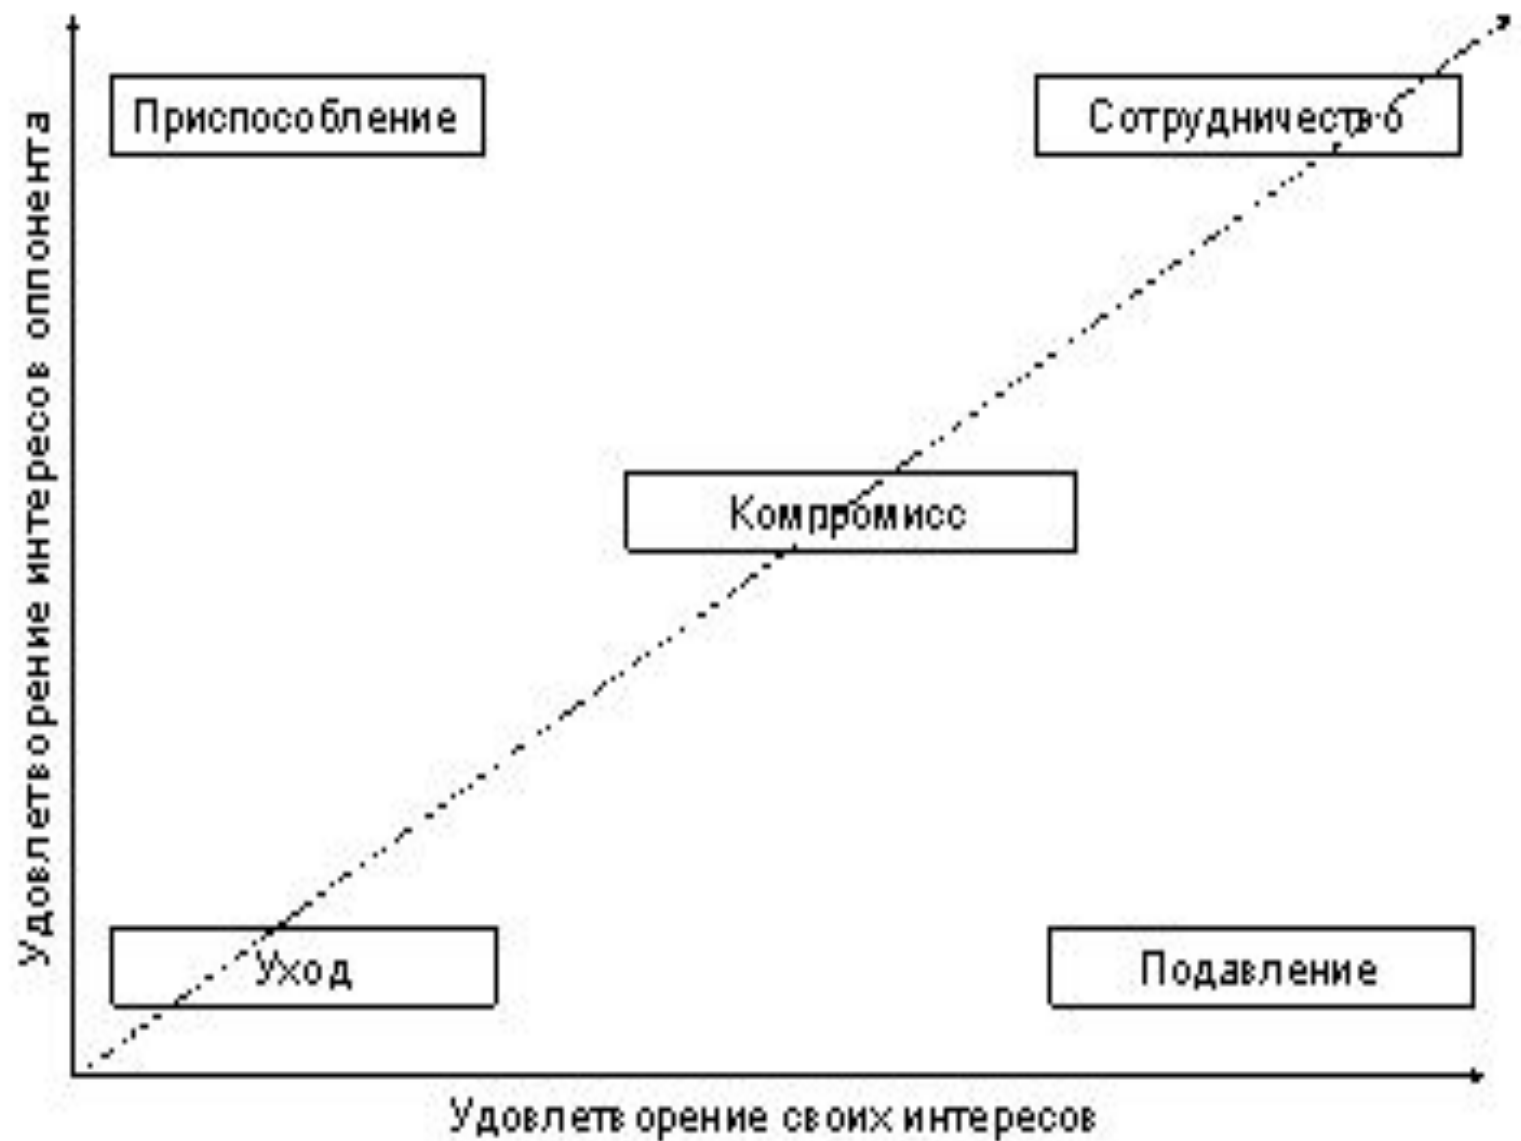 Удовлетворение интересов оппонента
Приспособление
Сотрудничество
Компромисс
Уход
Подавление
Удовлетворение своих интересов